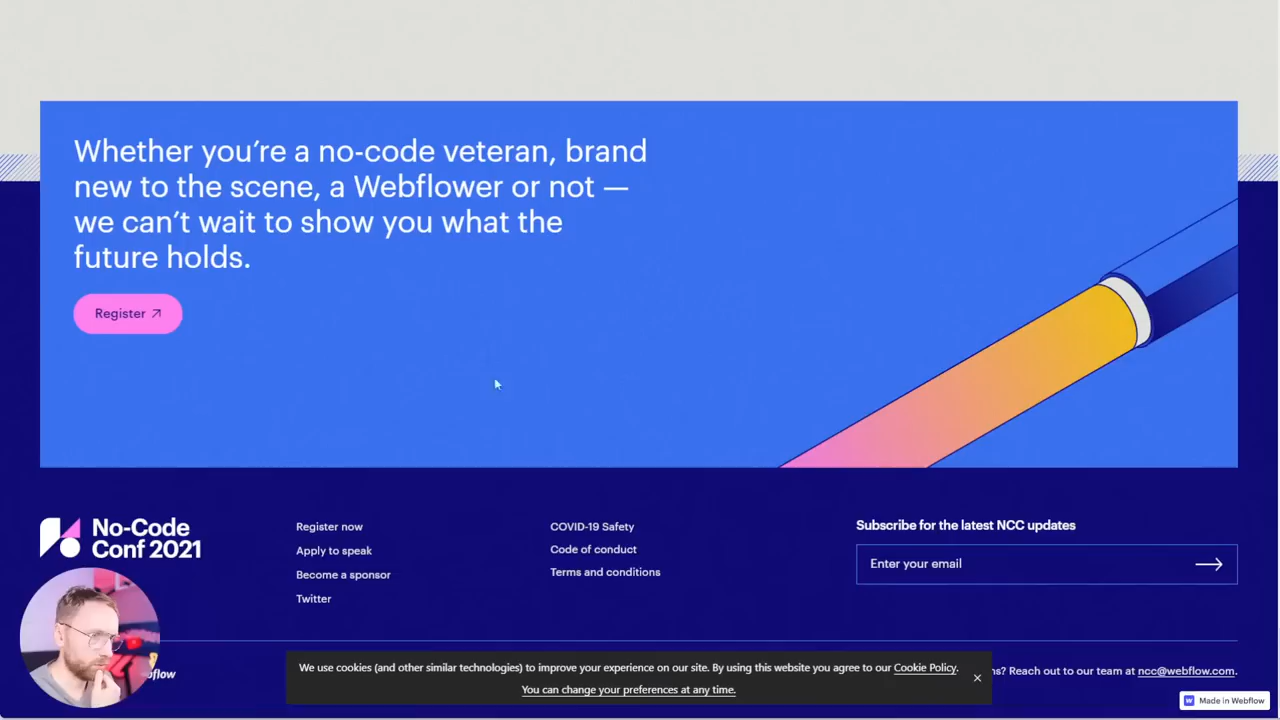 Whether you're a no-code veteran, brand
new to the scene, a Webflower or not —
we can't wait to show you what the
future holds.
Register ↗
No-Code
Conf 2021
Register now
Apply to speak
Become a sponsor
Twitter
COVID-19 Safety
Code of conduct
Terms and conditions
Subscribe for the latest NCC updates
Enter your email →
We use cookies (and other similar technologies) to improve your experience on our site. By using this website you agree to our Cookie Policy.
You can change your preferences at any time.
? Reach out to our team at ncc@webflow.com.
Made in Webflow